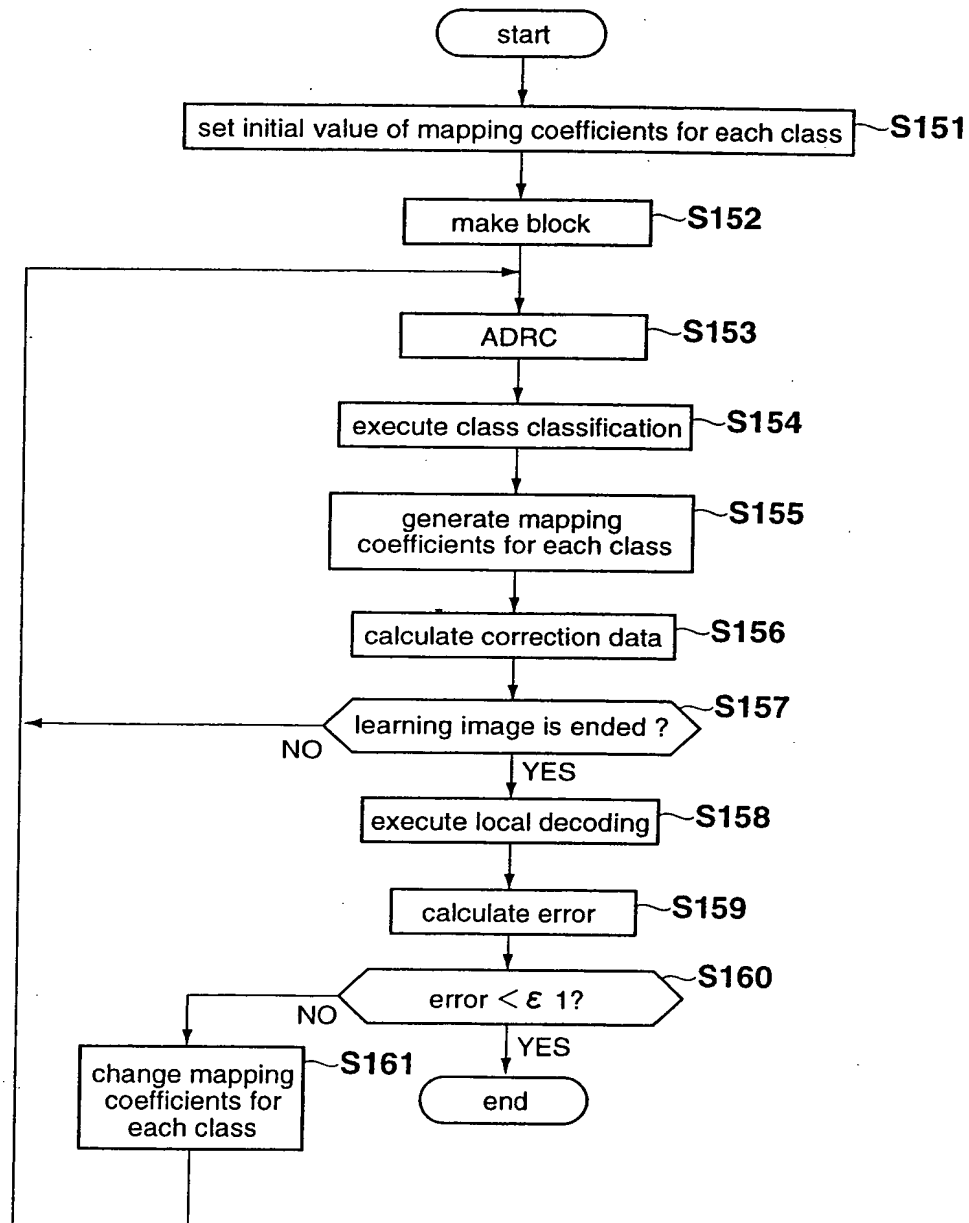 start
set initial value of mapping coefficients for each class
S151
make block
S152
ADRC
S153
execute class classification
S154
generate mapping
coefficients for each class
S155
calculate correction data
S156
learning image is ended ?
S157
NO
YES
execute local decoding
S158
calculate error
S159
error < ε 1?
S160
NO
YES
change mapping
coefficients for
each class
S161
end